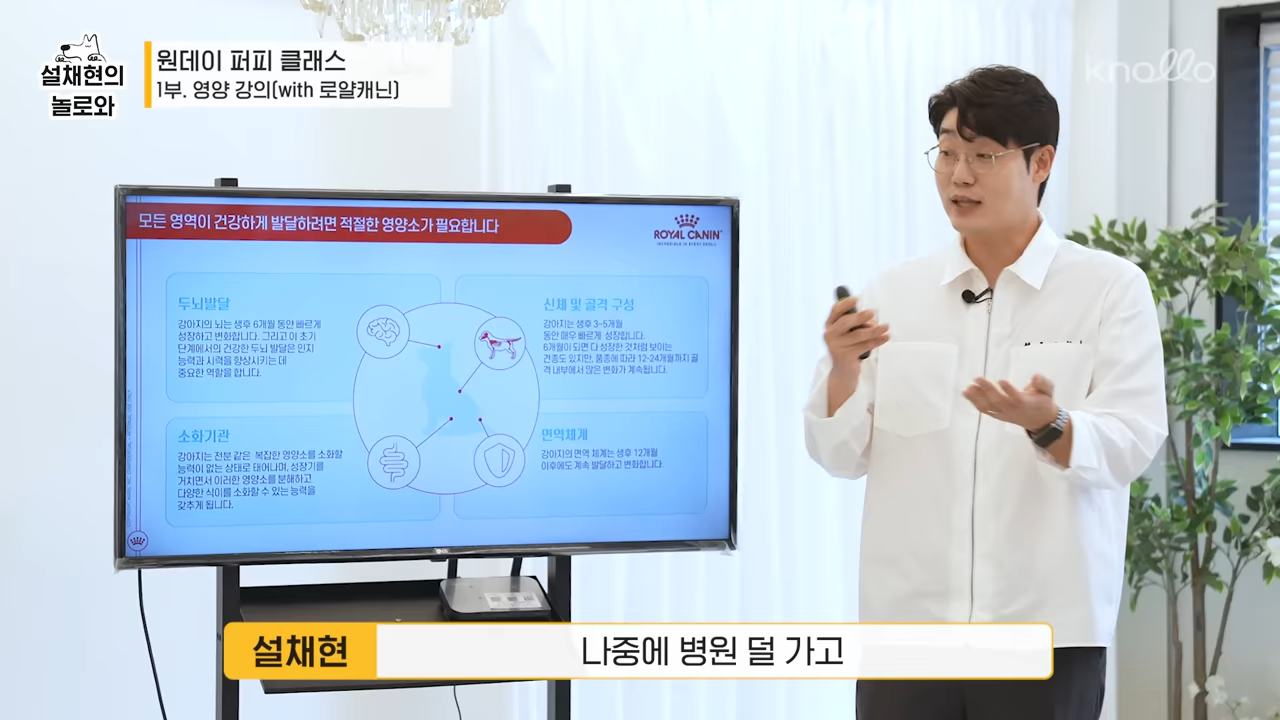 설채현의
놀로와
원데이 퍼피 클래스
1부. 영양 강의(with 로얄캐닌)
knollo
모든 영역이 건강하게 발달하려면 적절한 영양소가 필요합니다
ROYAL CANIN
두뇌발달
강아지의 뇌는 생후 6개월 동안 빠르게
성장하고 변화합니다. 그리고 이 초기
단계에서의 건강한 두뇌 발달은 인지
능력과 시력을 향상시키는 데
중요한 역할을 합니다.
신체 및 골격 구성
강아지는 생후 3-5개월
동안 매우 빠르게 성장합니다.
6개월이 되면 다 성장한 것처럼 보이는
견종도 있지만, 품종에 따라 12-24개월까지 골
격 내부에서 많은 변화가 계속됩니다.
소화기관
강아지는 전분 같은 복잡한 영양소를 소화할
능력이 없는 상태로 태어나며, 성장기를
거치면서 이러한 영양소를 분해하고
다양한 식이를 소화할 수 있는 능력을
갖추게 됩니다.
면역체계
강아지의 면역 체계는 생후 12개월
이후에도 계속 발달하고 변화합니다.
설채현
나중에 병원 덜 가고